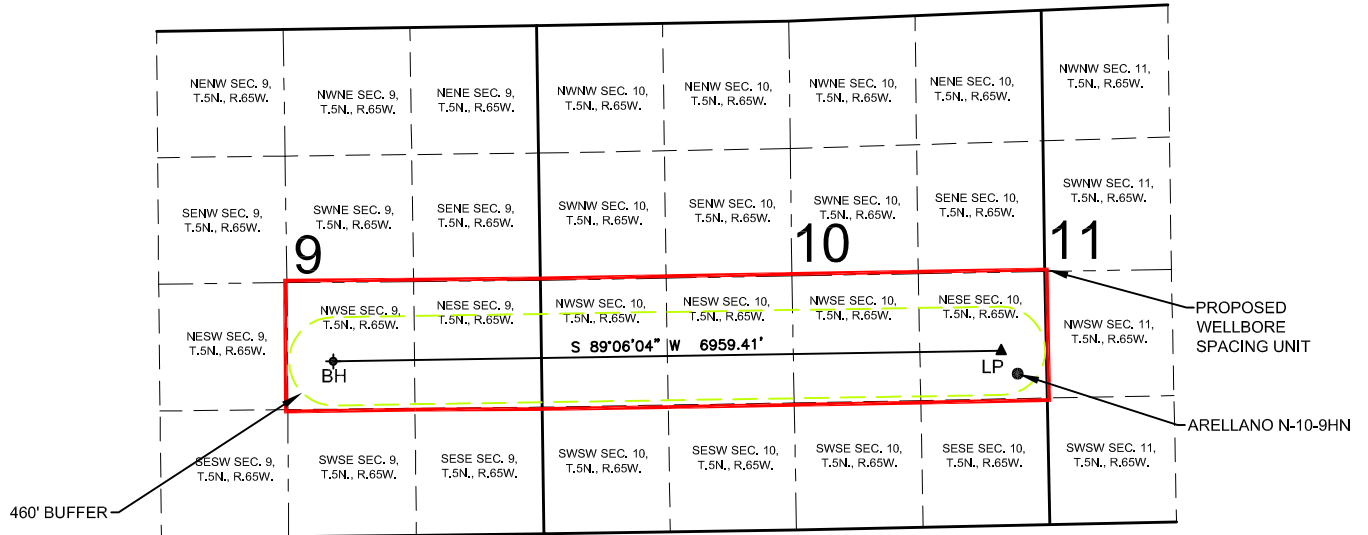 NENW SEC. 9,
T.5N., R.65W.
NWNE SEC. 9,
T.5N., R.65W.
NENE SEC. 9,
T.5N., R.65W.
NWNW SEC. 10,
T.5N., R.65W.
NENW SEC. 10,
T.5N., R.65W.
NWNE SEC. 10,
T.5N., R.65W.
NENE SEC. 10,
T.5N., R.65W.
NWNW SEC. 11,
T.5N., R.65W.
SENW SEC. 9,
T.5N., R.65W.
SWNE SEC. 9,
T.5N., R.65W.
SENE SEC. 9,
T.5N., R.65W.
SWNW SEC. 10,
T.5N., R.65W.
SENW SEC. 10,
T.5N., R.65W.
SWNE SEC. 10,
T.5N., R.65W.
SENE SEC. 10,
T.5N., R.65W.
SWNW SEC. 11,
T.5N., R.65W.
9
10
11
NESW SEC. 9,
T.5N., R.65W.
NWSE SEC. 9,
T.5N., R.65W.
NESE SEC. 9,
T.5N., R.65W.
NWSW SEC. 10,
T.5N., R.65W.
NESW SEC. 10,
T.5N., R.65W.
NWSE SEC. 10,
T.5N., R.65W.
NESE SEC. 10,
T.5N., R.65W.
NWSW SEC. 11,
T.5N., R.65W.
PROPOSED
WELLBORE
SPACING UNIT
S 89°06'04" W 6959.41'
BH
LP
ARELLANO N-10-9HN
SESW SEC. 9,
T.5N., R.65W.
SWSE SEC. 9,
T.5N., R.65W.
SESE SEC. 9,
T.5N., R.65W.
SWSW SEC. 10,
T.5N., R.65W.
SESW SEC. 10,
T.5N., R.65W.
SWSE SEC. 10,
T.5N., R.65W.
SESE SEC. 10,
T.5N., R.65W.
SWSW SEC. 11,
T.5N., R.65W.
460' BUFFER